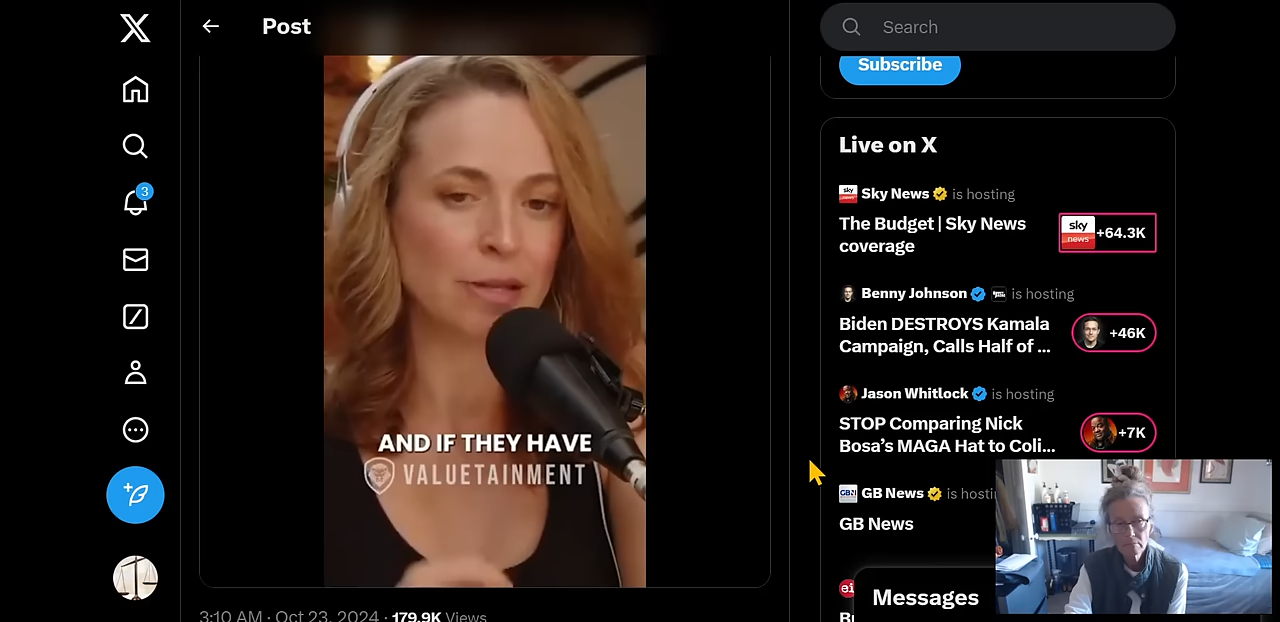 Post
AND IF THEY HAVE
VALUETAINMENT
3:10 AM · Oct 23, 2024 · 179.9K Views
3
Search
Subscribe
Live on X
Sky News is hosting
The Budget | Sky News
coverage
sky
news
+64.3K
Benny Johnson is hosting
Biden DESTROYS Kamala
Campaign, Calls Half of ...
+46K
Jason Whitlock is hosting
STOP Comparing Nick
Bosa’s MAGA Hat to Coli...
+7K
GBN
GB News is hosti
GB News
Messages